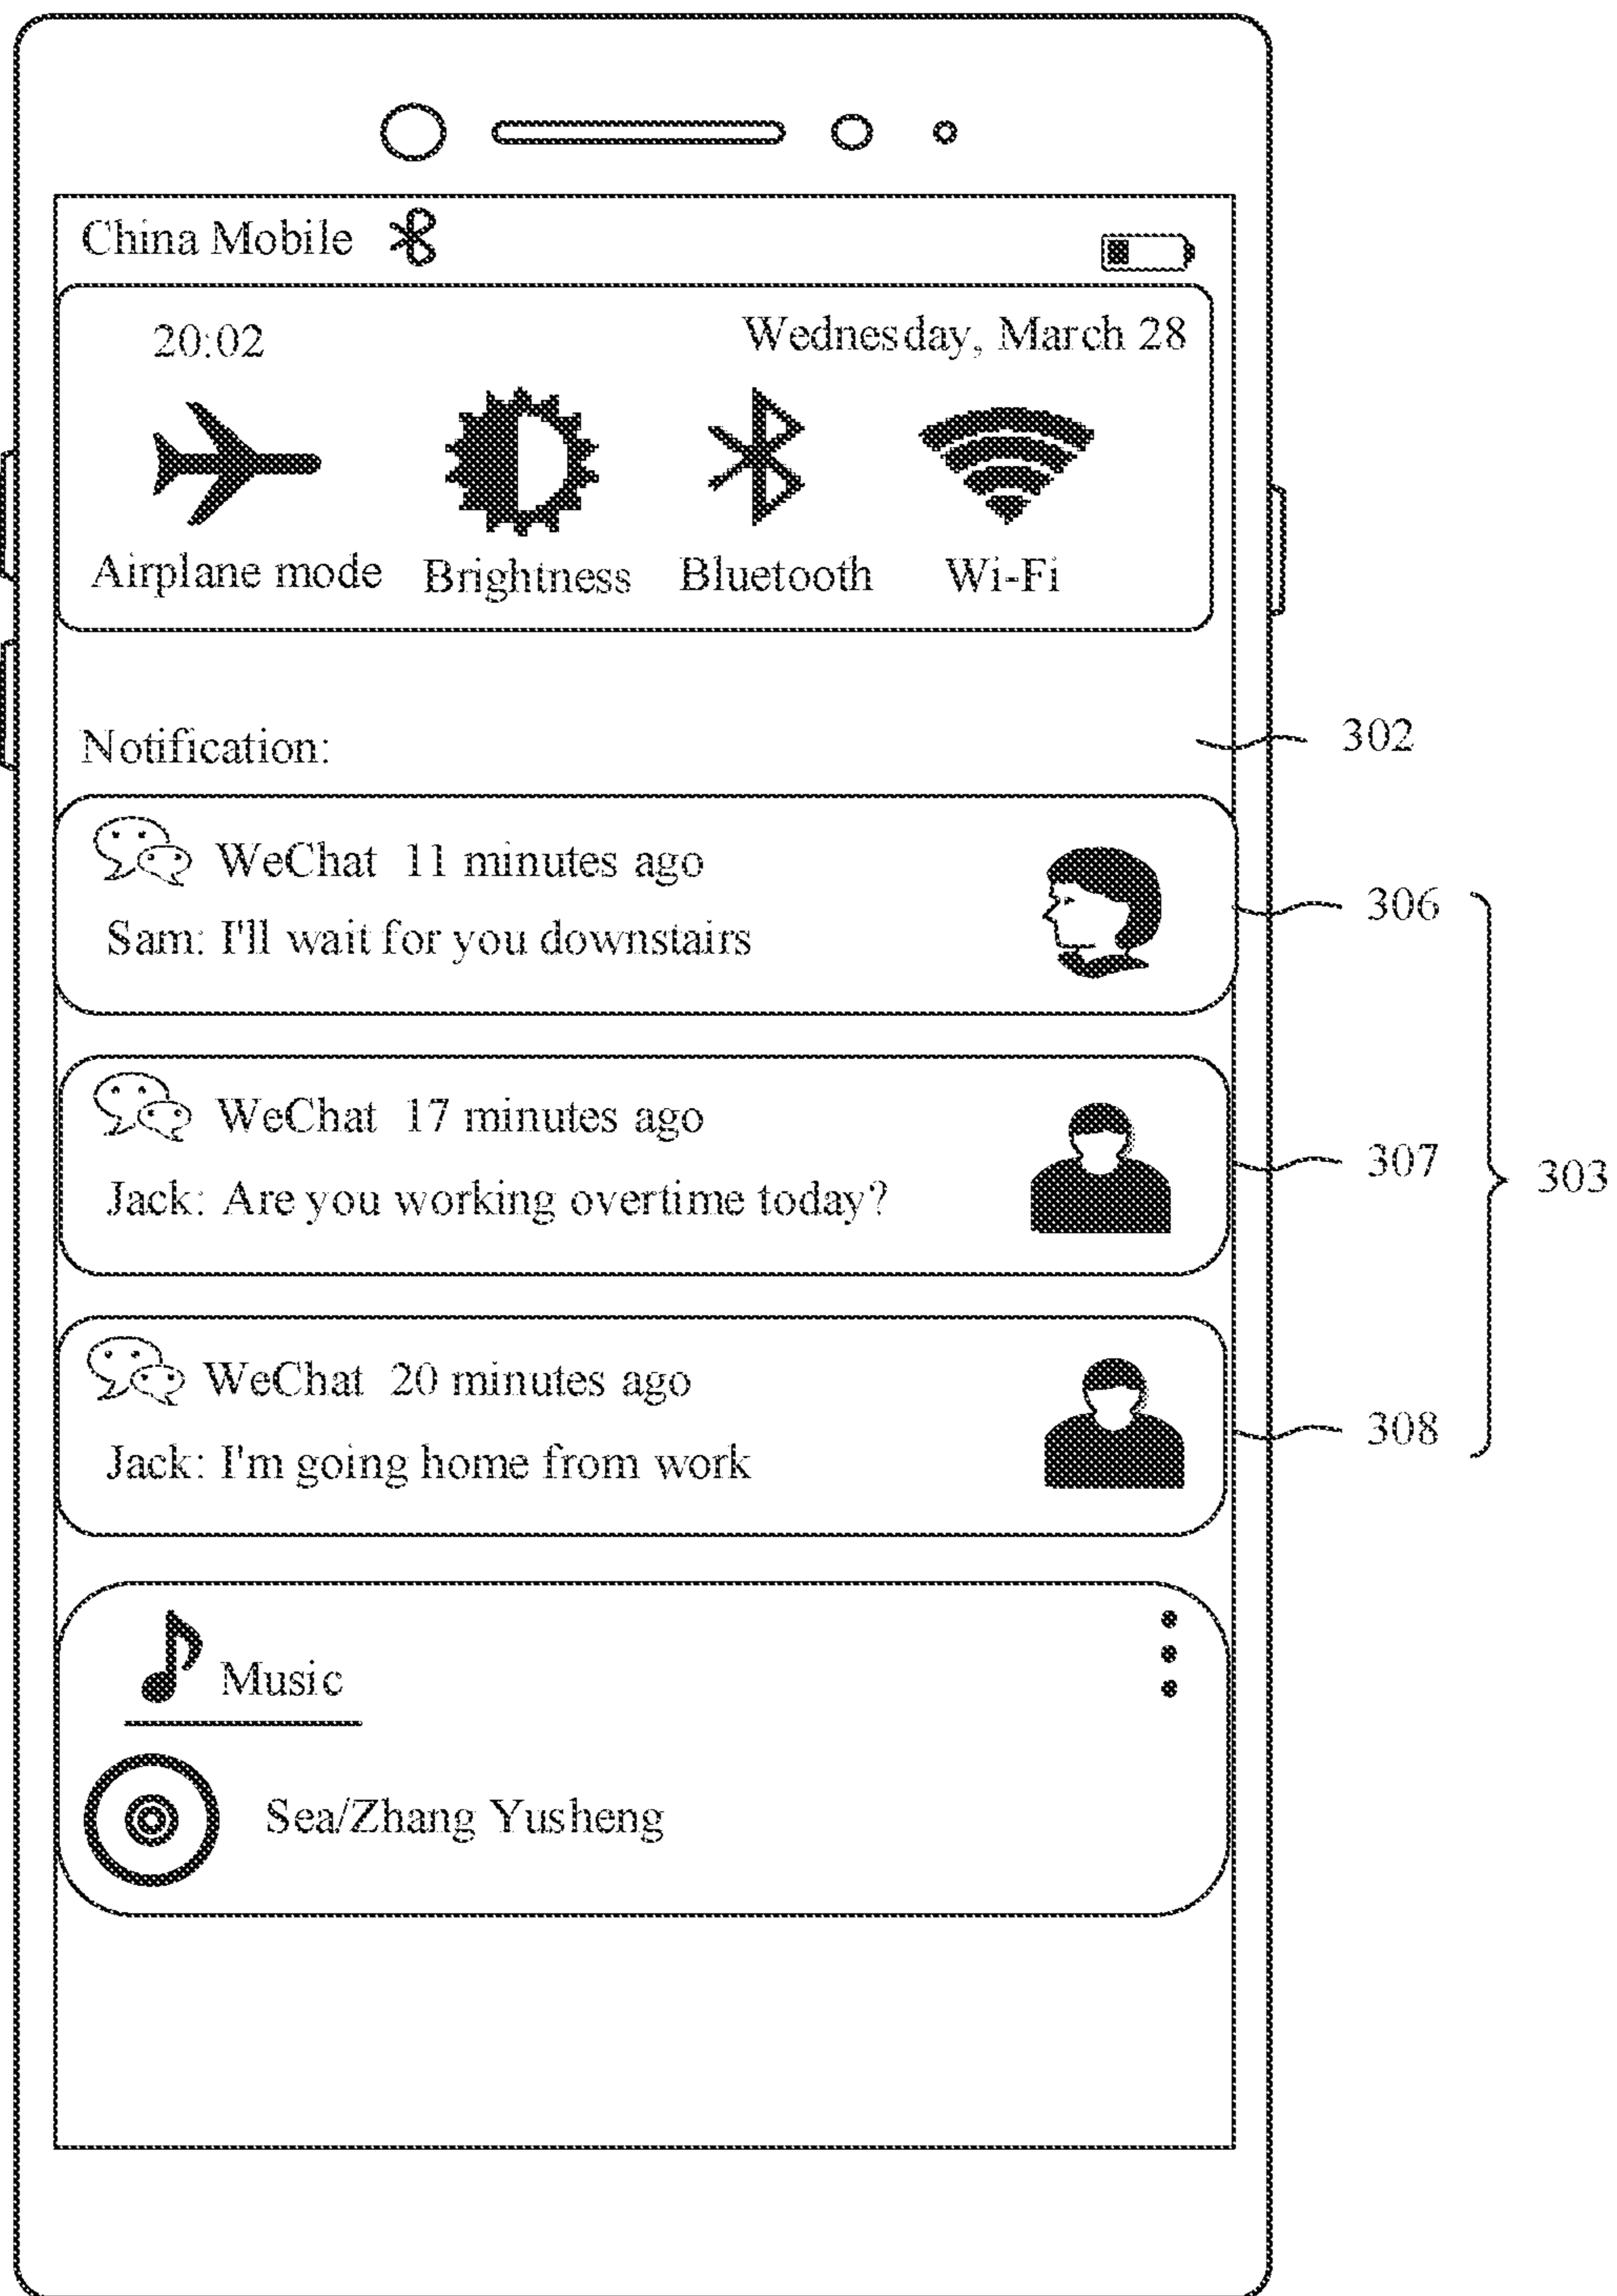 China Mobile
20:02 Wednesday, March 28
Airplane mode Brightness Bluetooth Wi-Fi
Notification:
302
WeChat 11 minutes ago
306
Sam: I'll wait for you downstairs
WeChat 17 minutes ago
307
303
Jack: Are you working overtime today?
WeChat 20 minutes ago
308
Jack: I'm going home from work
Music
Sea/Zhang Yusheng